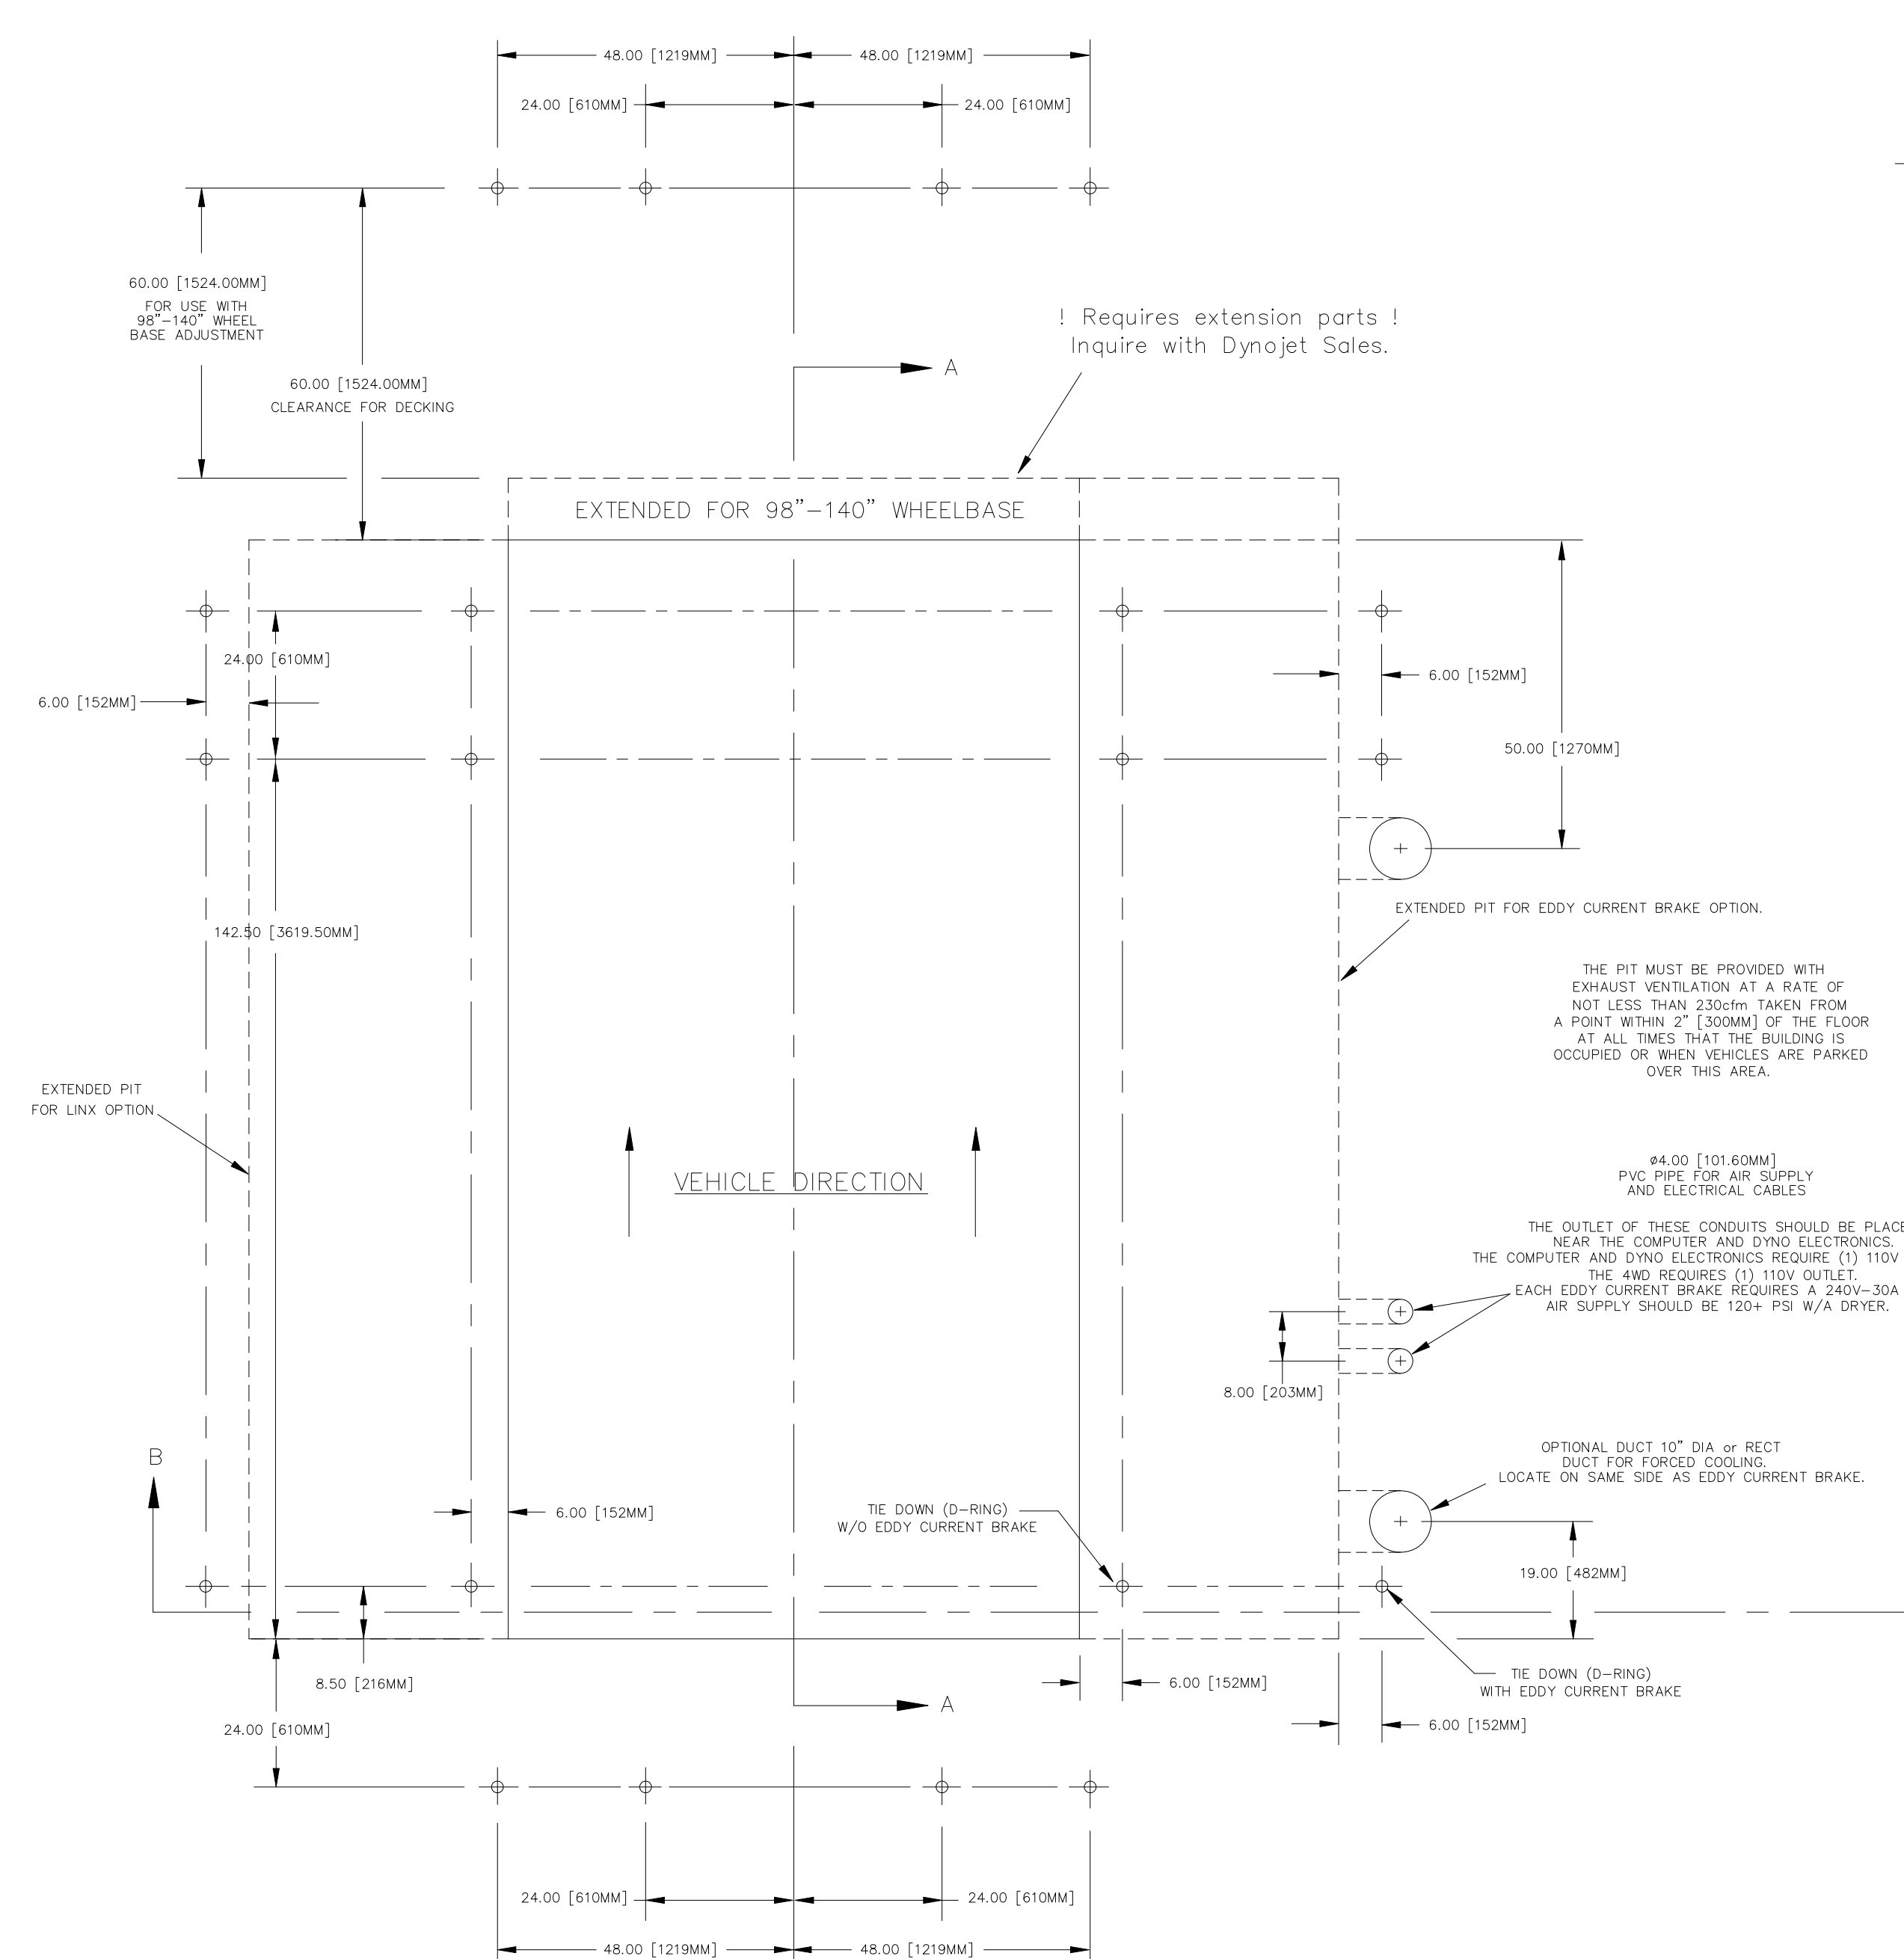 48.00 [1219MM]
48.00 [1219MM]
24.00 [610MM]
24.00 [610MM]
60.00 [1524.00MM]
FOR USE WITH
98"-140" WHEEL
BASE ADJUSTMENT
! Requires extension parts !
Inquire with Dynojet Sales.
A
60.00 [1524.00MM]
CLEARANCE FOR DECKING
EXTENDED FOR 98"-140" WHEELBASE
24.00 [610MM]
6.00 [152MM]
6.00 [152MM]
50.00 [1270MM]
EXTENDED PIT FOR EDDY CURRENT BRAKE OPTION.
142.50 [3619.50MM]
THE PIT MUST BE PROVIDED WITH
EXHAUST VENTILATION AT A RATE OF
NOT LESS THAN 230cfm TAKEN FROM
A POINT WITHIN 2" [300MM] OF THE FLOOR
AT ALL TIMES THAT THE BUILDING IS
OCCUPIED OR WHEN VEHICLES ARE PARKED
OVER THIS AREA.
EXTENDED PIT
FOR LINX OPTION
VEHICLE DIRECTION
ø4.00 [101.60MM]
PVC PIPE FOR AIR SUPPLY
AND ELECTRICAL CABLES
THE OUTLET OF THESE CONDUITS SHOULD BE PLACE
NEAR THE COMPUTER AND DYNO ELECTRONICS.
THE COMPUTER AND DYNO ELECTRONICS REQUIRE (1) 110V
THE 4WD REQUIRES (1) 110V OUTLET.
EACH EDDY CURRENT BRAKE REQUIRES A 240V-30A
AIR SUPPLY SHOULD BE 120+ PSI W/A DRYER.
8.00 [203MM]
B
OPTIONAL DUCT 10" DIA or RECT
DUCT FOR FORCED COOLING.
LOCATE ON SAME SIDE AS EDDY CURRENT BRAKE.
6.00 [152MM]
TIE DOWN (D-RING)
W/O EDDY CURRENT BRAKE
19.00 [482MM]
8.50 [216MM]
6.00 [152MM]
TIE DOWN (D-RING)
WITH EDDY CURRENT BRAKE
A
24.00 [610MM]
6.00 [152MM]
24.00 [610MM]
24.00 [610MM]
48.00 [1219MM]
48.00 [1219MM]